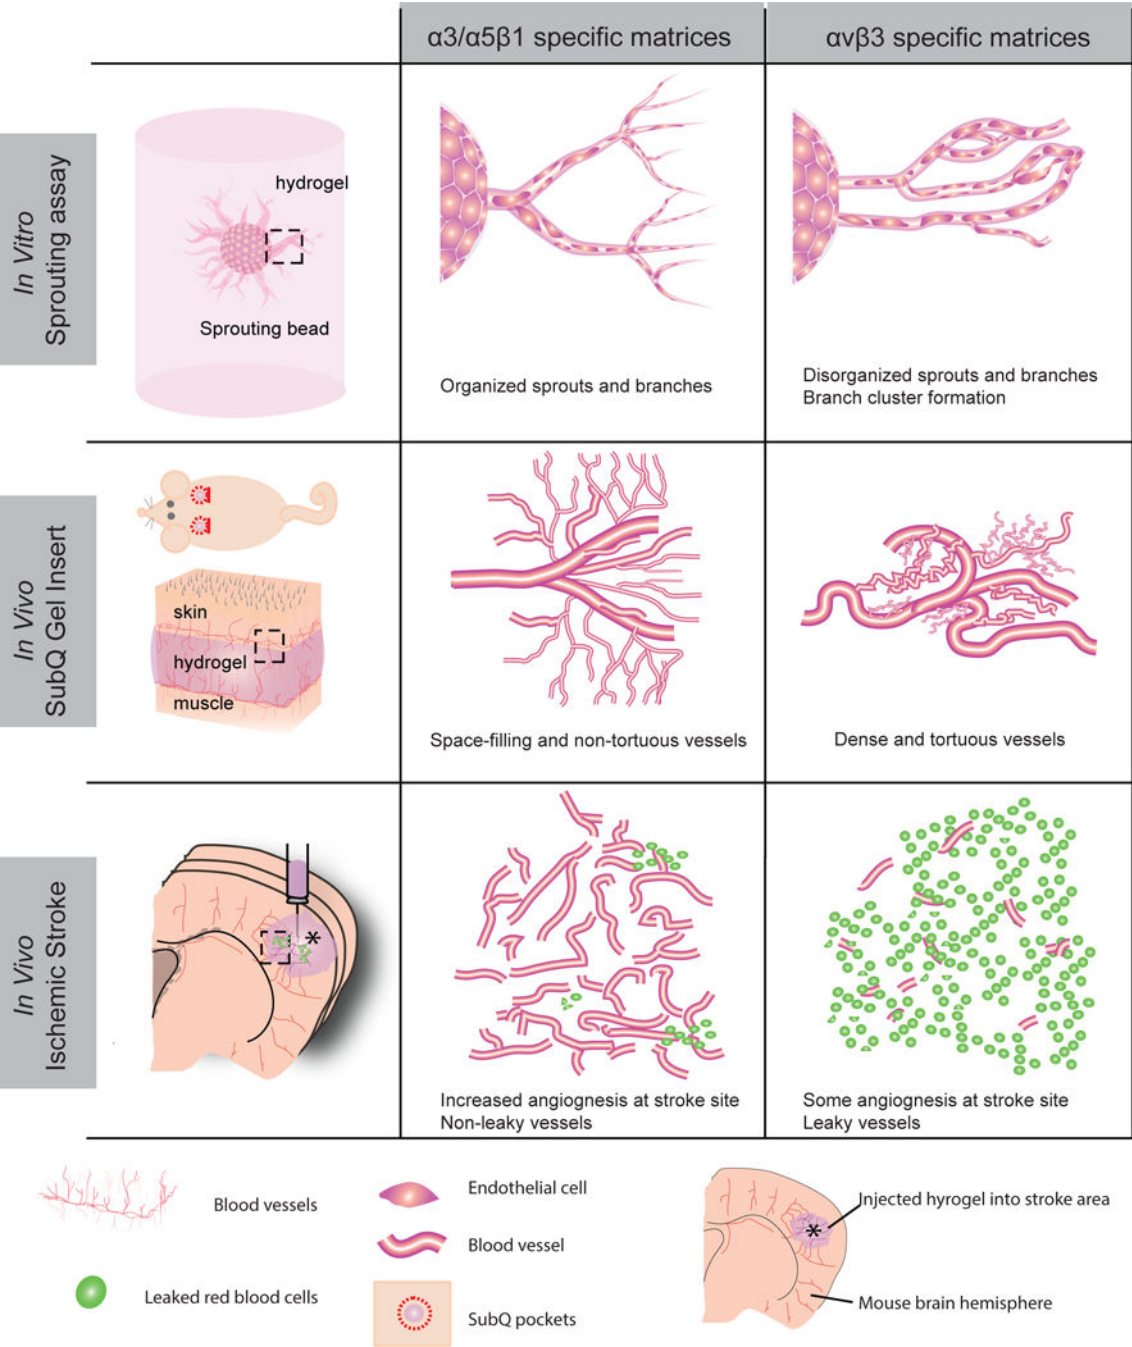 α3/α5β1 specific matrices
αvβ3 specific matrices
In Vitro
Sprouting assay
hydrogel
Sprouting bead
Organized sprouts and branches
Disorganized sprouts and branches
Branch cluster formation
In Vivo
SubQ Gel Insert
skin
hydrogel
muscle
Space-filling and non-tortuous vessels
Dense and tortuous vessels
In Vivo
Ischemic Stroke
*
Increased angiognesis at stroke site
Non-leaky vessels
Some angiognesis at stroke site
Leaky vessels
Blood vessels
Leaked red blood cells
Endothelial cell
Blood vessel
SubQ pockets
*
Injected hyrogel into stroke area
Mouse brain hemisphere